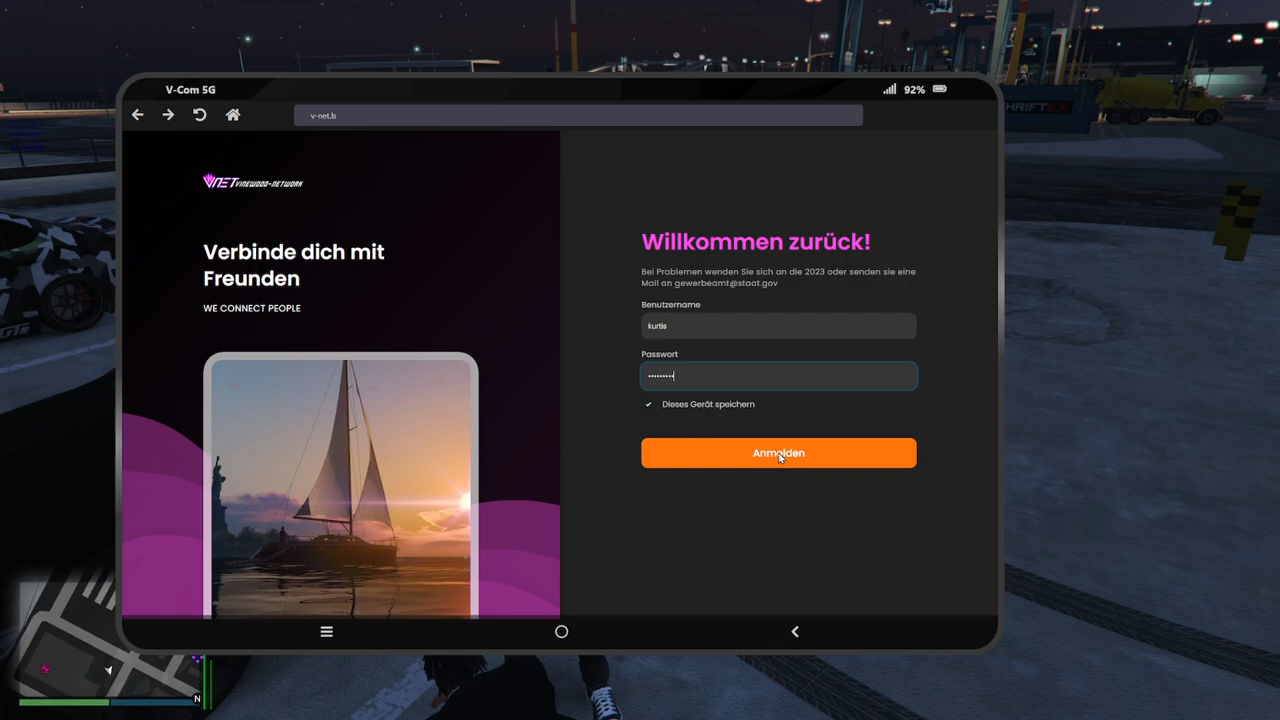 V-Com 5G
92%
v-net.ls
VNET VINEWOOD-NETWORK
Verbinde dich mit
Freunden
WE CONNECT PEOPLE
Willkommen zurück!
Bei Problemen wenden Sie sich an die 2023 oder senden sie eine
Mail an gewerbeamt@staat.gov
Benutzername
kurtis
Passwort
•••••••••
Dieses Gerät speichern
Anmelden
THRIFTEX
N